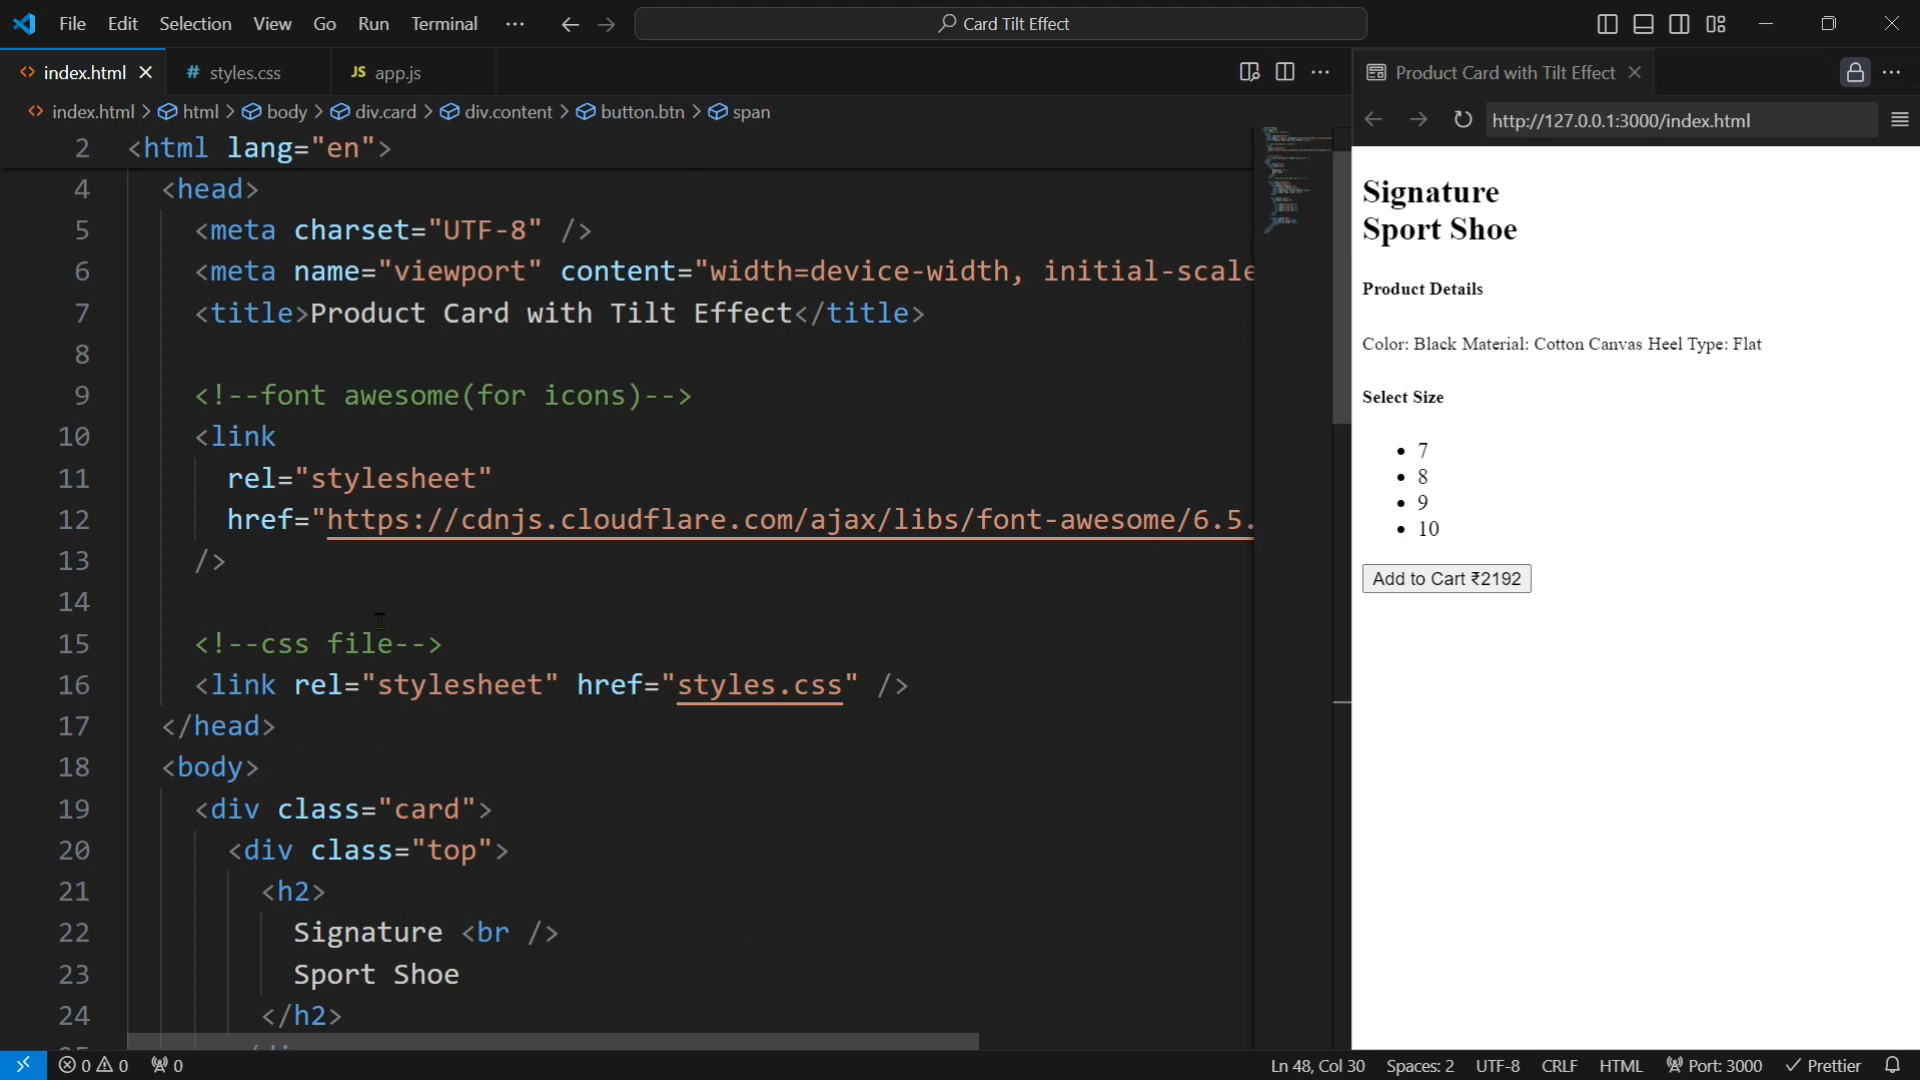 File Edit Selection View Go Run Terminal ··· Card Tilt Effect
index.html # styles.css JS app.js
index.html > html > body > div.card > div.content > button.btn > span
2 <html lang="en">
4 <head>
5 <meta charset="UTF-8" />
6 <meta name="viewport" content="width=device-width, initial-scale
7 <title>Product Card with Tilt Effect</title>
8
9 <!--font awesome(for icons)-->
10 <link
11 rel="stylesheet"
12 href="https://cdnjs.cloudflare.com/ajax/libs/font-awesome/6.5.
13 />
14
15 <!--css file-->
16 <link rel="stylesheet" href="styles.css" />
17 </head>
18 <body>
19 <div class="card">
20 <div class="top">
21 <h2>
22 Signature <br />
23 Sport Shoe
24 </h2>
Product Card with Tilt Effect
http://127.0.0.1:3000/index.html
Signature
Sport Shoe
Product Details
Color: Black Material: Cotton Canvas Heel Type: Flat
Select Size
• 7
• 8
• 9
• 10
Add to Cart ₹2192
0 0 0 Ln 48, Col 30 Spaces: 2 UTF-8 CRLF HTML Port: 3000 Prettier